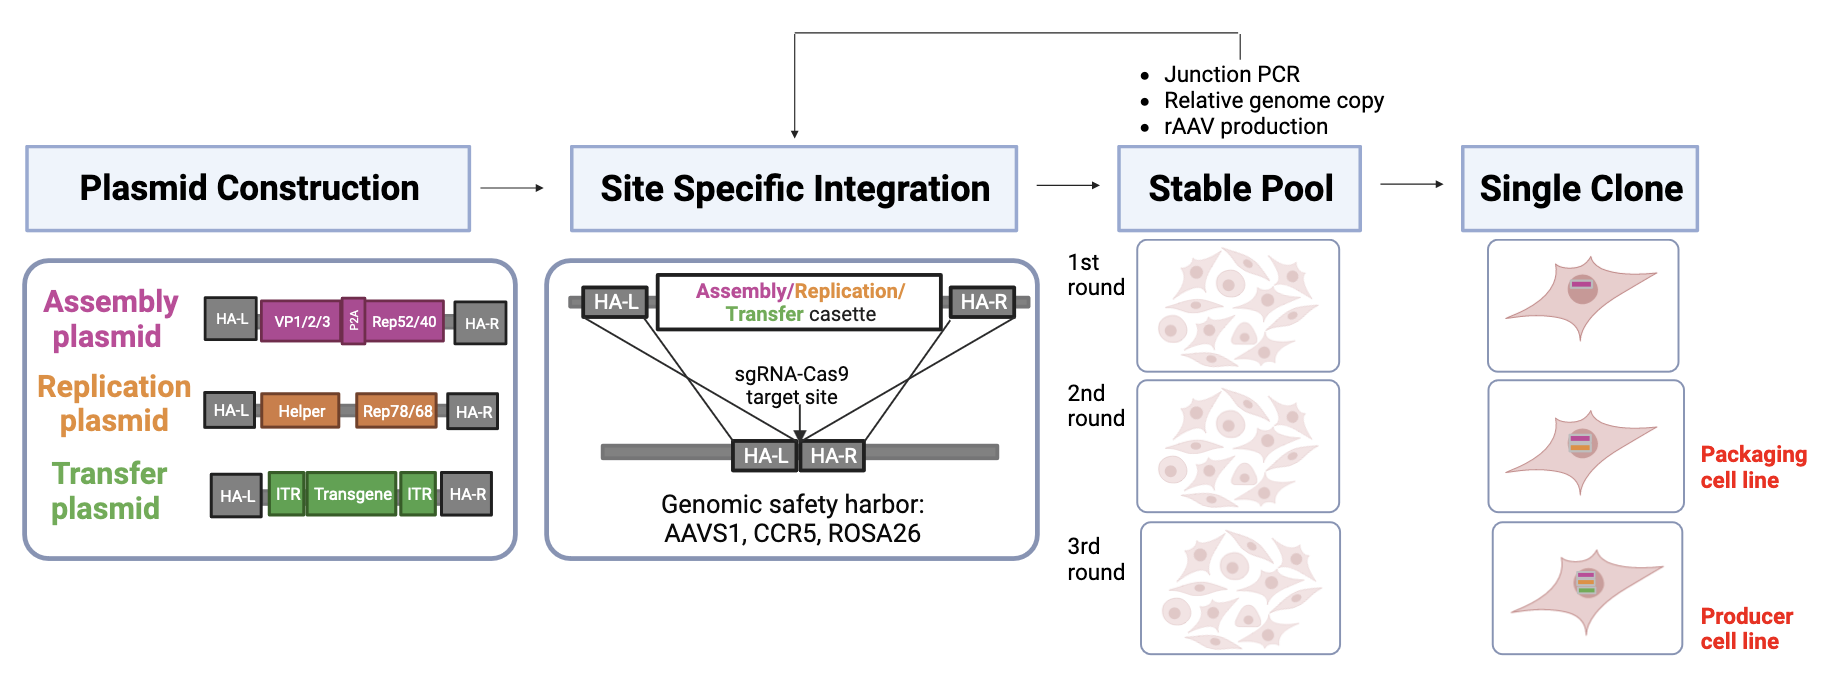 • Junction PCR
• Relative genome copy
• rAAV production
Plasmid Construction
Site Specific Integration
Stable Pool
Single Clone
Assembly
plasmid
HA-L
VP1/2/3
P2A
Rep52/40
HA-R
Replication
plasmid
HA-L
Helper
Rep78/68
HA-R
Transfer
plasmid
HA-L
ITR
Transgene
ITR
HA-R
HA-L
Assembly/Replication/
Transfer casette
HA-R
sgRNA-Cas9
target site
HA-L
HA-R
Genomic safety harbor:
AAVS1, CCR5, ROSA26
1st
round
2nd
round
3rd
round
Packaging
cell line
Producer
cell line